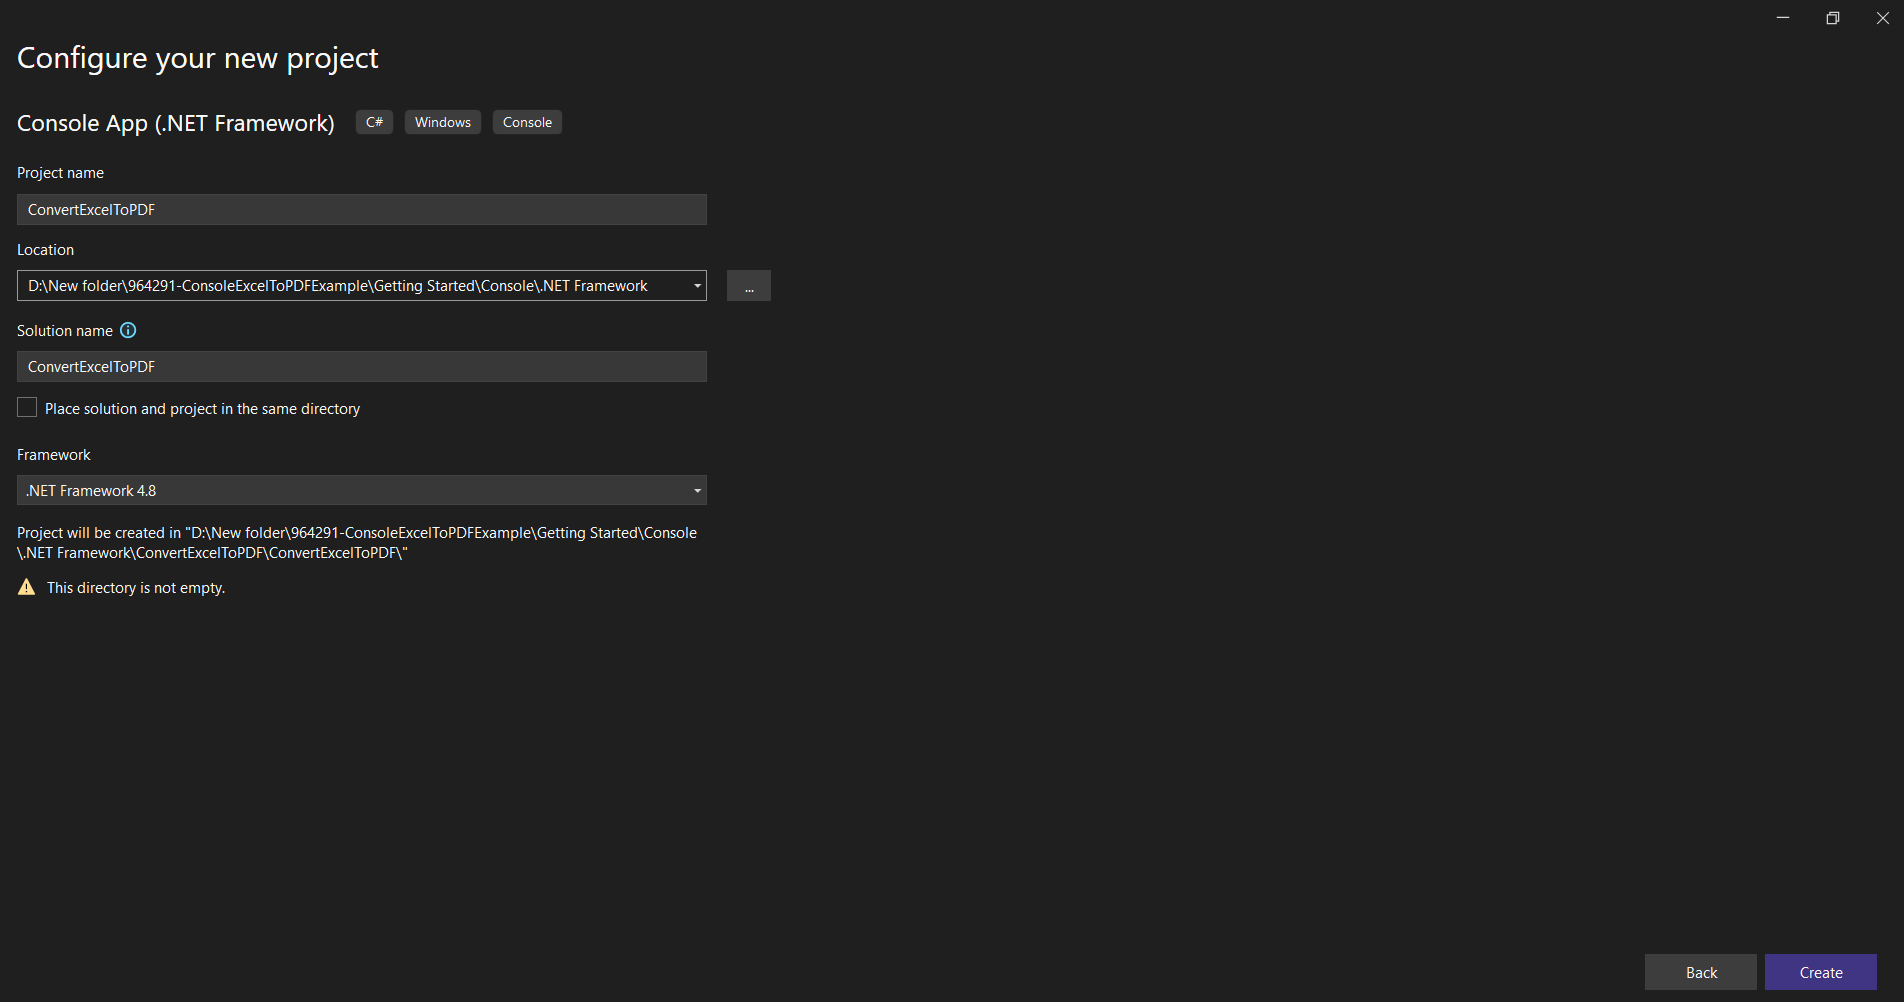 Configure your new project
Console App (.NET Framework) C# Windows Console
Project name
ConvertExcelToPDF
Location
D:\New folder\964291-ConsoleExcelToPDFExample\Getting Started\Console\.NET Framework ...
Solution name
ConvertExcelToPDF
Place solution and project in the same directory
Framework
.NET Framework 4.8
Project will be created in "D:\New folder\964291-ConsoleExcelToPDFExample\Getting Started\Console
\.NET Framework\ConvertExcelToPDF\ConvertExcelToPDF\"
This directory is not empty.
Back Create